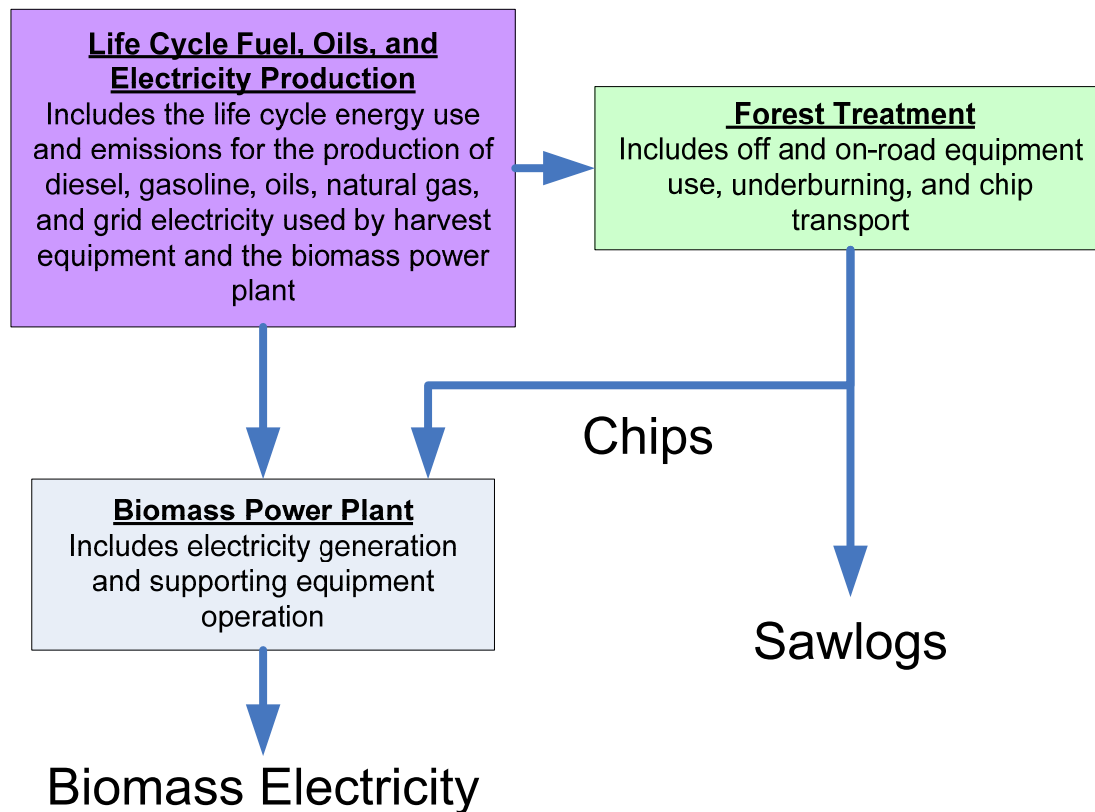 Life Cycle Fuel, Oils, and
Electricity Production
Includes the life cycle energy use
and emissions for the production of
diesel, gasoline, oils, natural gas,
and grid electricity used by harvest
equipment and the biomass power
plant
Forest Treatment
Includes off and on-road equipment
use, underburning, and chip
transport
Chips
Biomass Power Plant
Includes electricity generation
and supporting equipment
operation
Sawlogs
Biomass Electricity